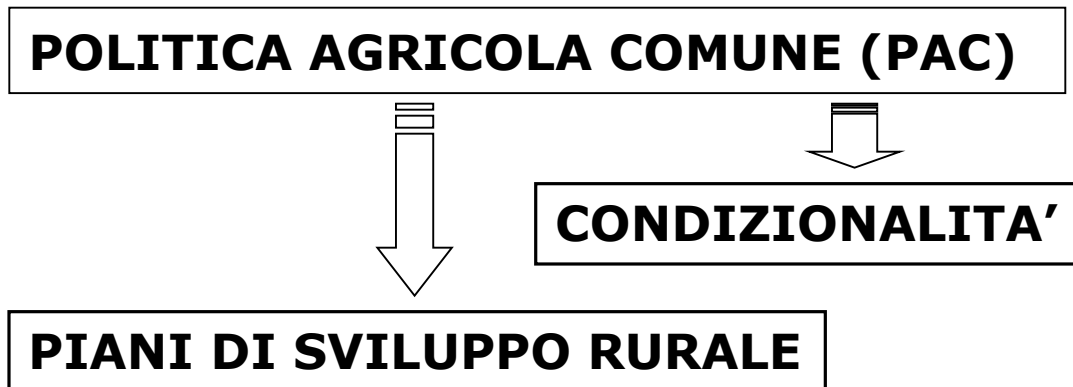 POLITICA AGRICOLA COMUNE (PAC)
CONDIZIONALITA’
PIANI DI SVILUPPO RURALE